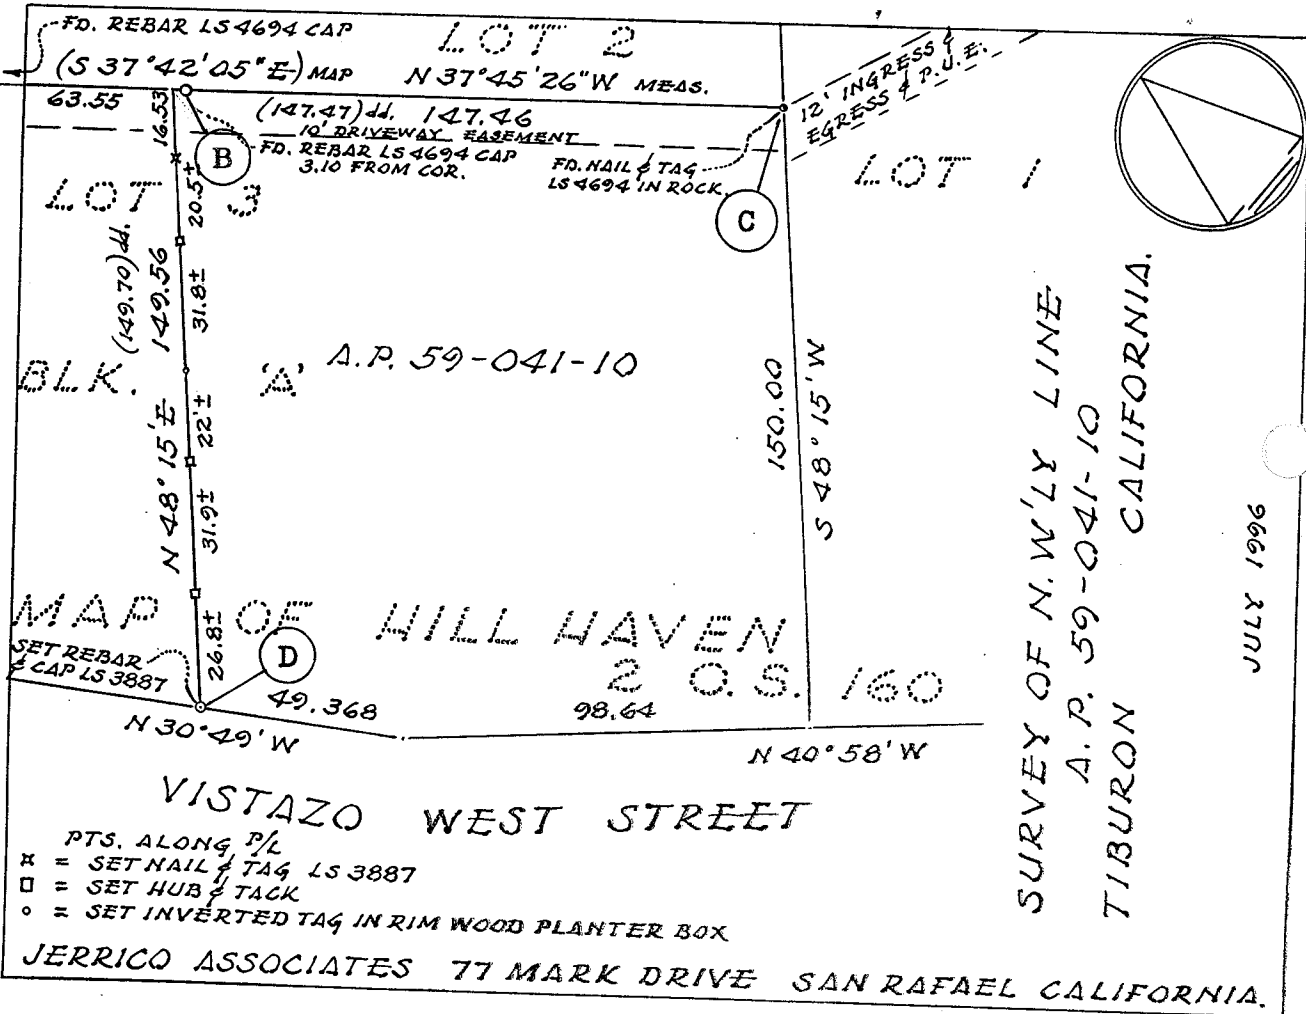 FD. REBAR LS 4694 CAP
LOT 2
(S 37°42'05"E) MAP
N 37°45'26"W MEAS.
12' INGRESS &
EGRESS & P.U.E.
63.55
16.53
(147.47) dd. 147.46
10' DRIVEWAY EASEMENT
B
FD. REBAR LS 4694 CAP
3.10 FROM COR.
FD. NAIL & TAG
LS 4694 IN ROCK
C
LOT 1
LOT 3
20.5±
(149.70) dd.
149.56
31.8±
BLK. 'A'
A.P. 59-041-10
150.00
S 48°15'W
N 48°15'E
22'±
31.9±
MAP OF HILL HAVEN
2 O.S. 160
SET REBAR
& CAP LS 3887
26.8±
D
49.368
98.64
N 30°49' W
N 40°58' W
VISTAZO WEST STREET
SURVEY OF N.W'LY LINE
A.P. 59-041-10
TIBURON CALIFORNIA.
JULY 1996
PTS. ALONG P/L
¤ = SET NAIL & TAG LS 3887
□ = SET HUB & TACK
○ = SET INVERTED TAG IN RIM WOOD PLANTER BOX
JERRICO ASSOCIATES 77 MARK DRIVE SAN RAFAEL CALIFORNIA.